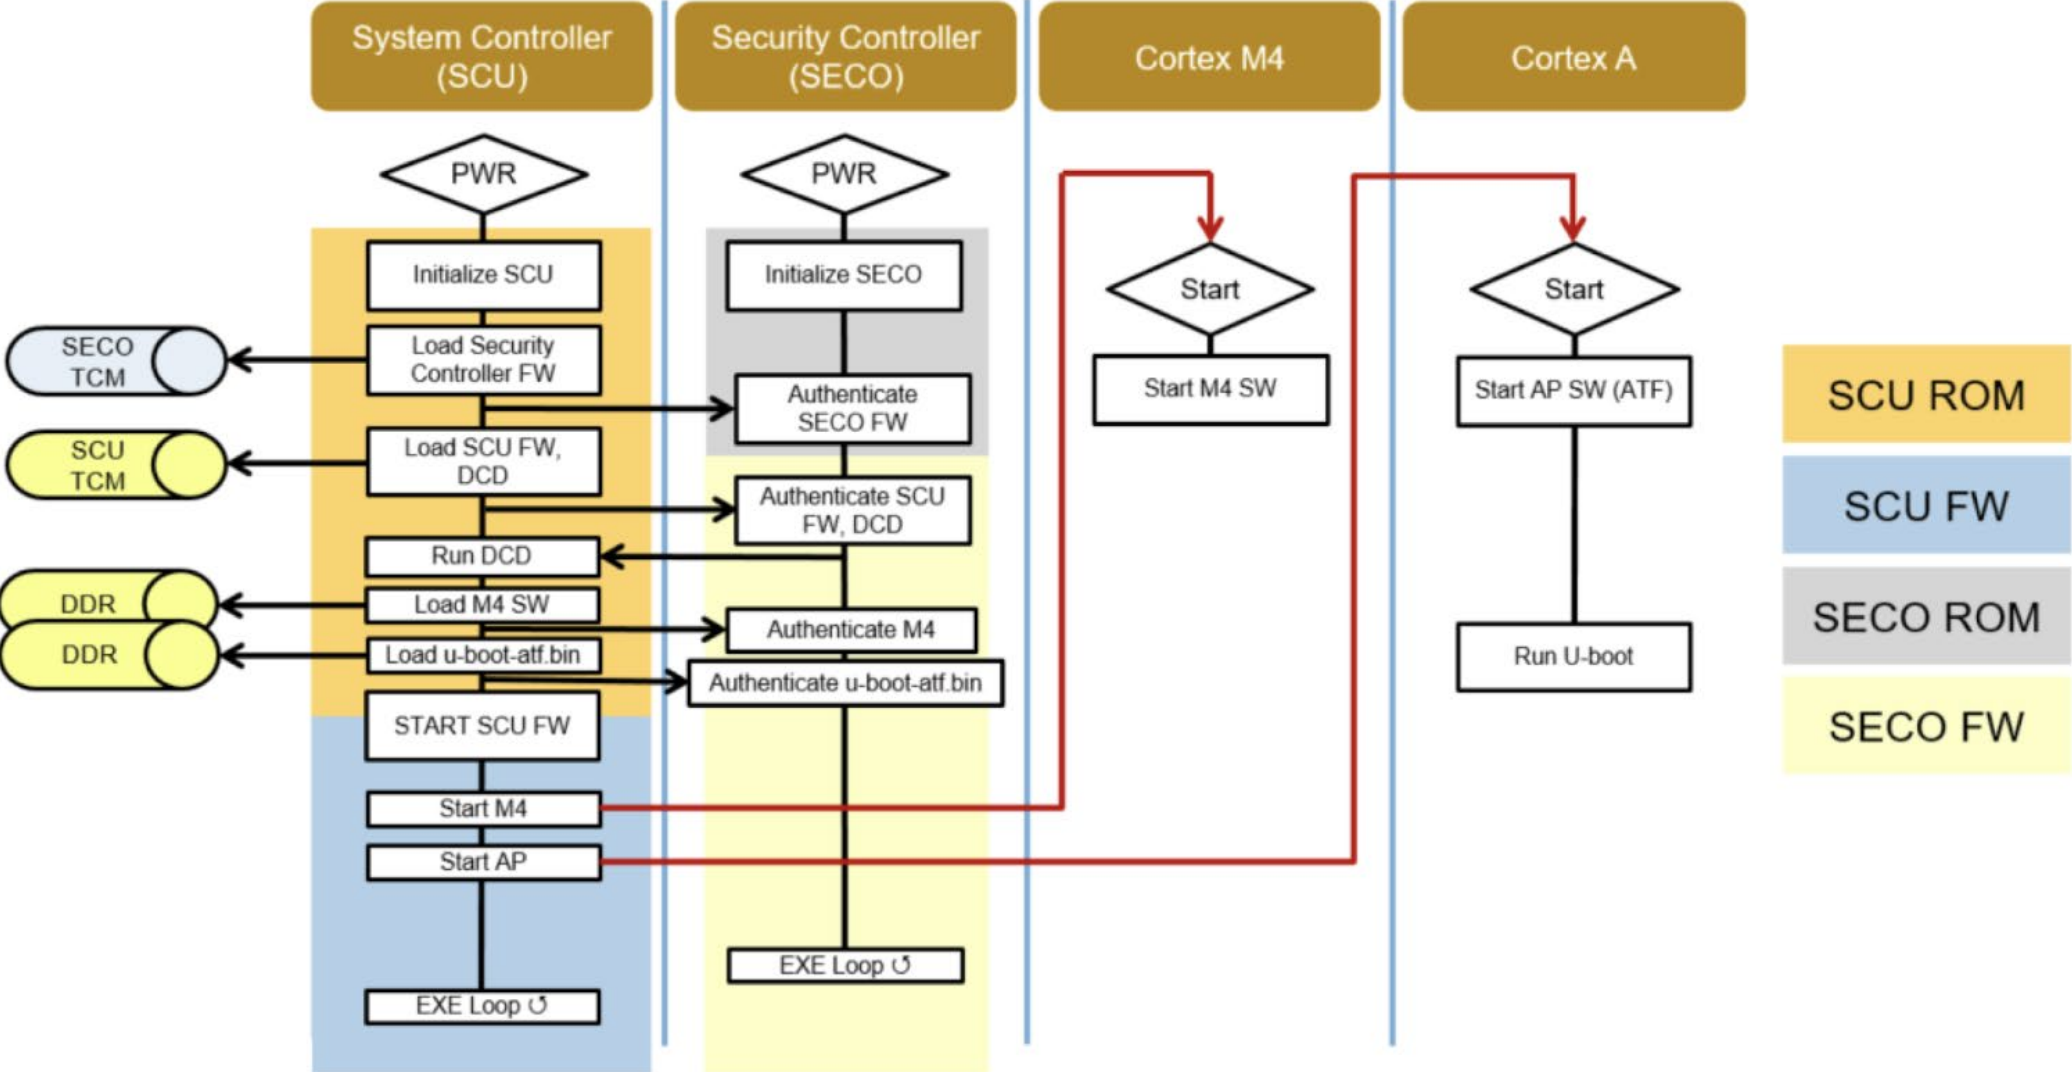 System Controller
(SCU)
Security Controller
(SECO)
Cortex M4
Cortex A
PWR
PWR
Initialize SCU
Initialize SECO
Start
Start
SECO
TCM
Load Security
Controller FW
Authenticate
SECO FW
Start M4 SW
Start AP SW (ATF)
SCU ROM
SCU
TCM
Load SCU FW,
DCD
Authenticate SCU
FW, DCD
SCU FW
Run DCD
DDR
Load M4 SW
Authenticate M4
SECO ROM
DDR
Load u-boot-atf.bin
Authenticate u-boot-atf.bin
Run U-boot
START SCU FW
SECO FW
Start M4
Start AP
EXE Loop ↺
EXE Loop ↺